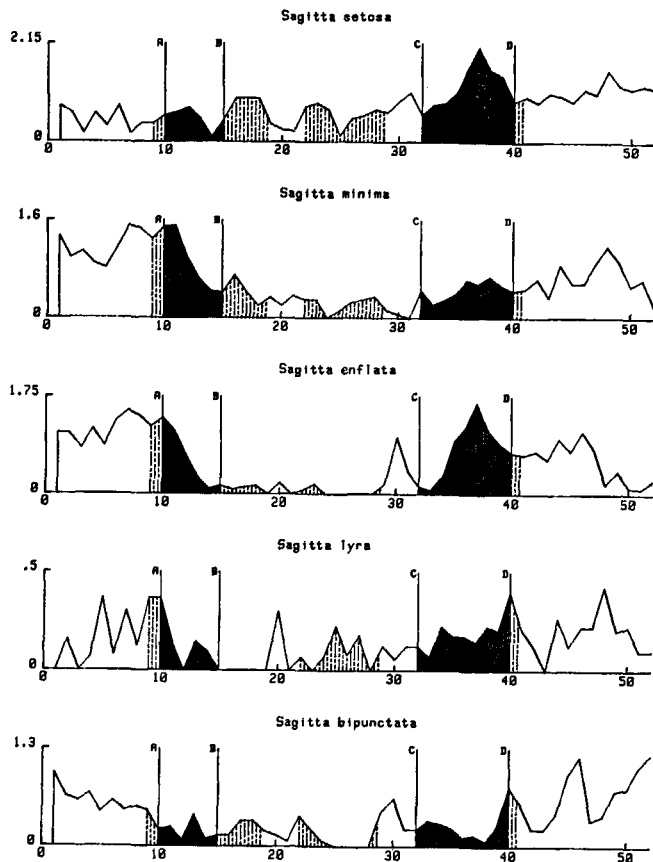 Sagitta setosa
2.15
A B C D
0
0 10 20 30 40 50
Sagitta minima
1.6
A B C D
0
0 10 20 30 40 50
Sagitta enflata
1.75
A B C D
0
0 10 20 30 40 50
Sagitta lyra
.5
A B C D
0
0 10 20 30 40 50
Sagitta bipunctata
1.3
A B C D
0
0 10 20 30 40 50